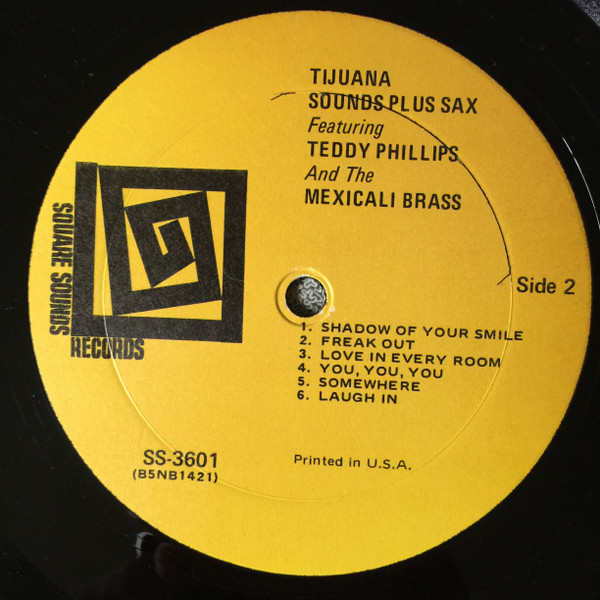 TIJUANA
SOUNDS PLUS SAX
Featuring
TEDDY PHILLIPS
And The
MEXICALI BRASS
SQUARE SOUNDS
RECORDS
Side 2
1. SHADOW OF YOUR SMILE
2. FREAK OUT
3. LOVE IN EVERY ROOM
4. YOU, YOU, YOU
5. SOMEWHERE
6. LAUGH IN
SS-3601
(B5NB1421)
Printed in U.S.A.